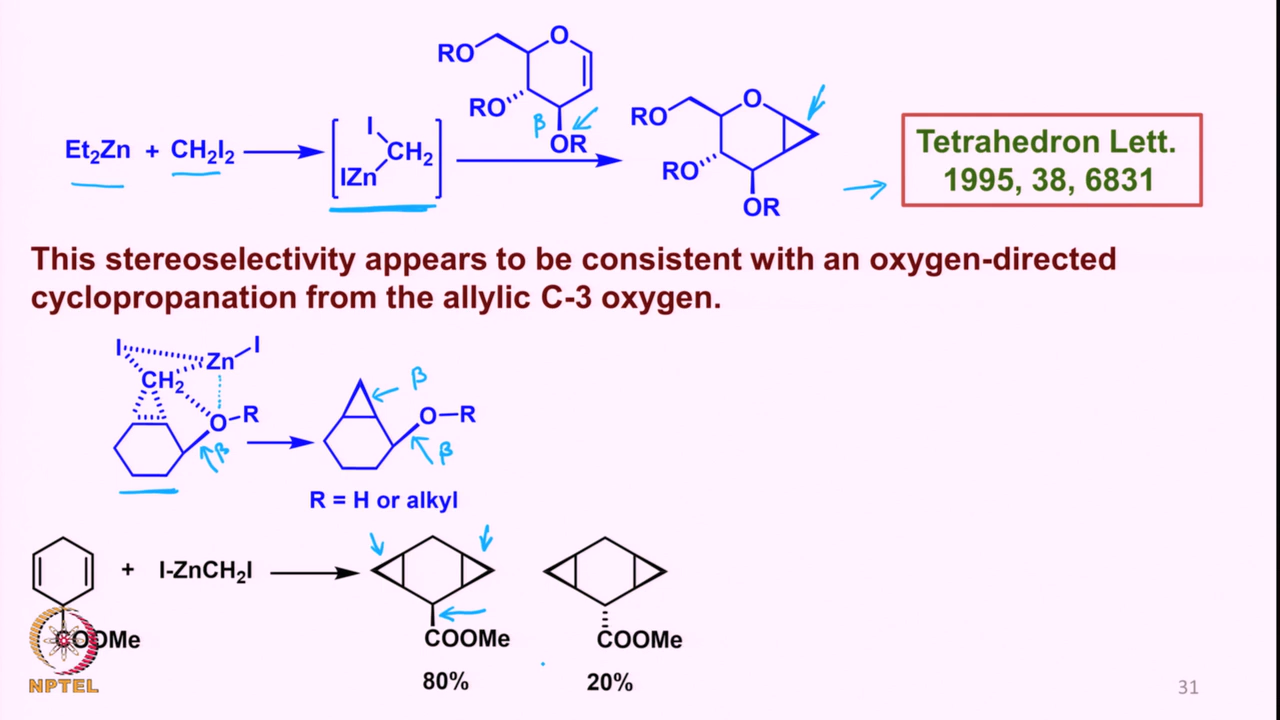 RO
O
RO
β
OR
Et2Zn + CH2I2
I
CH2
IZn
RO
O
RO
OR
Tetrahedron Lett.
1995, 38, 6831
This stereoselectivity appears to be consistent with an oxygen-directed
cyclopropanation from the allylic C-3 oxygen.
I
Zn
I
CH2
O-R
β
β
O-R
β
R = H or alkyl
+ I-ZnCH2I
COOMe
COOMe
COOMe
80%
20%
NPTEL
31